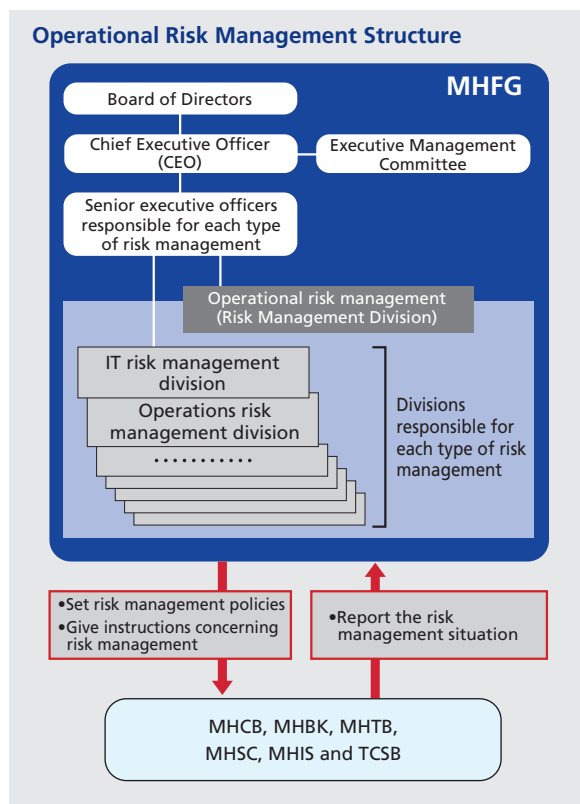 Operational Risk Management Structure
MHFG
Board of Directors
Chief Executive Officer
(CEO)
Executive Management
Committee
Senior executive officers
responsible for each type
of risk management
Operational risk management
(Risk Management Division)
IT risk management
division
Operations risk
management division
• • • • • • • • • • •
Divisions
responsible for
each type of risk
management
•Set risk management policies
•Give instructions concerning
risk management
•Report the risk
management situation
MHCB, MHBK, MHTB,
MHSC, MHIS and TCSB